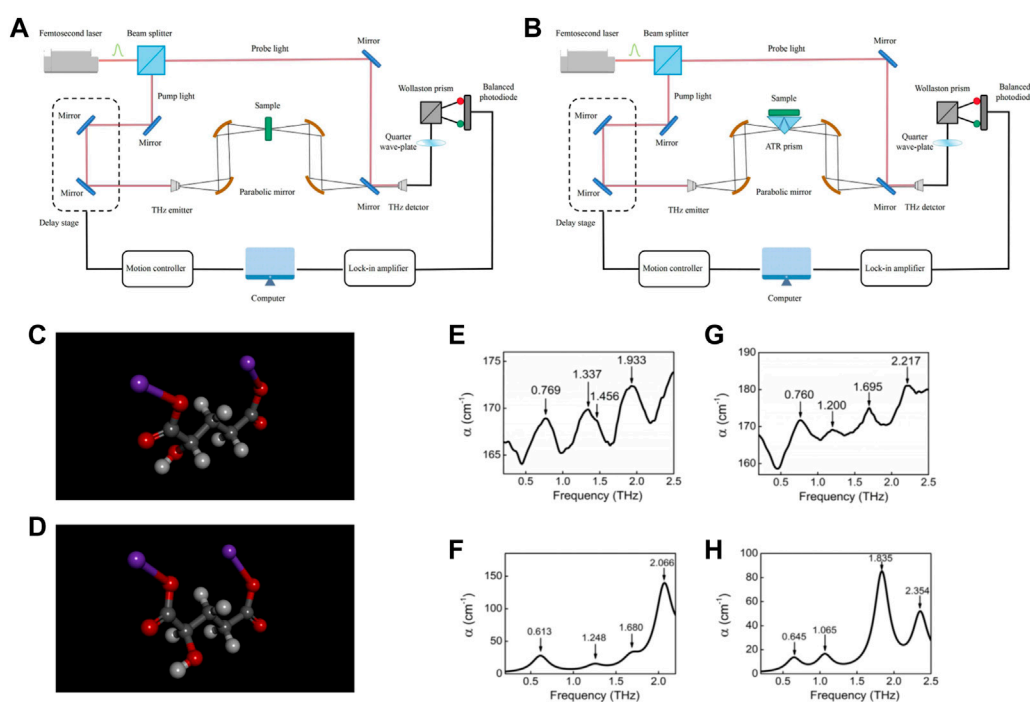 A
Femtosecond laser
Beam splitter
Mirror
Probe light
Pump light
Mirror
Mirror
Sample
Wollaston prism
Balanced
photodiode
Quarter
wave-plate
Mirror
THz emitter
Parabolic mirror
Mirror
THz detctor
Delay stage
Motion controller
Computer
Lock-in amplifier
B
Femtosecond laser
Beam splitter
Mirror
Probe light
Pump light
Mirror
Mirror
Sample
ATR prism
Wollaston prism
Balanced
photodiode
Quarter
wave-plate
Mirror
THz emitter
Parabolic mirror
Mirror
THz detctor
Delay stage
Motion controller
Computer
Lock-in amplifier
C
D
E
175
170
165
α (cm⁻¹)
0.769
1.337
1.456
1.933
0.5 1.0 1.5 2.0 2.5
Frequency (THz)
G
190
180
170
160
α (cm⁻¹)
0.760
1.200
1.695
2.217
0.5 1.0 1.5 2.0 2.5
Frequency (THz)
F
150
100
50
0
α (cm⁻¹)
0.613
1.248
1.680
2.066
0.5 1.0 1.5 2.0
Frequency (THz)
H
100
80
60
40
20
0
α (cm⁻¹)
0.645
1.065
1.835
2.354
0.5 1.0 1.5 2.0 2.5
Frequency (THz)